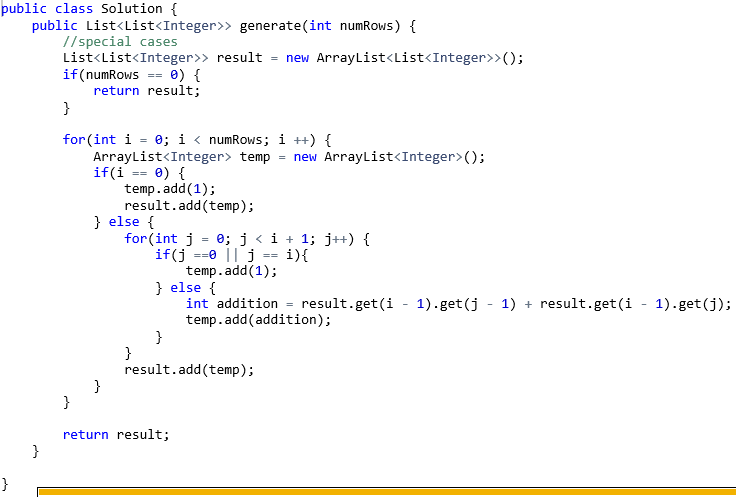 public class Solution {
    public List<List<Integer>> generate(int numRows) {
        //special cases
        List<List<Integer>> result = new ArrayList<List<Integer>>();
        if(numRows == 0) {
            return result;
        }

        for(int i = 0; i < numRows; i ++) {
            ArrayList<Integer> temp = new ArrayList<Integer>();
            if(i == 0) {
                temp.add(1);
                result.add(temp);
            } else {
                for(int j = 0; j < i + 1; j++) {
                    if(j ==0 || j == i){
                        temp.add(1);
                    } else {
                        int addition = result.get(i - 1).get(j - 1) + result.get(i - 1).get(j);
                        temp.add(addition);
                    }
                }
                result.add(temp);
            }
        }

        return result;
    }

}